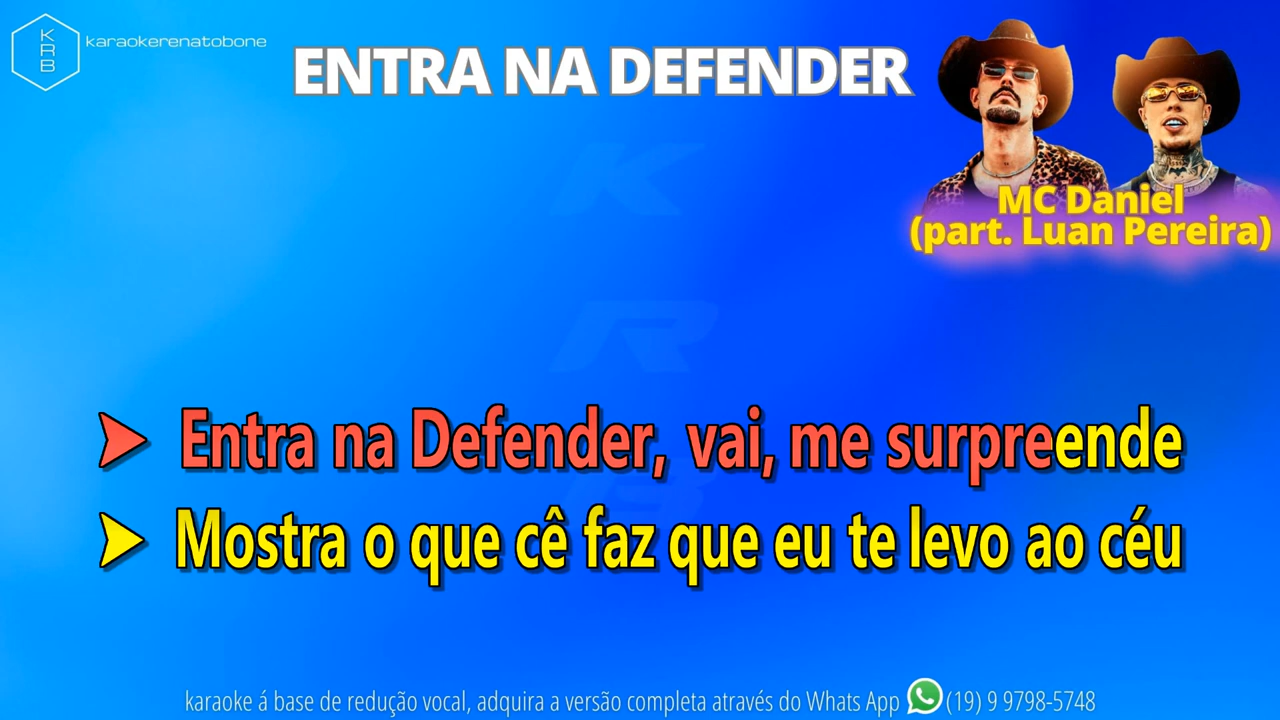 K
R
B
karaokerenatobone
ENTRA NA DEFENDER
MC Daniel
(part. Luan Pereira)
K
R
B
Entra na Defender, vai, me surpreende
Mostra o que cê faz que eu te levo ao céu
karaoke á base de redução vocal, adquira a versão completa através do Whats App (19) 9 9798-5748